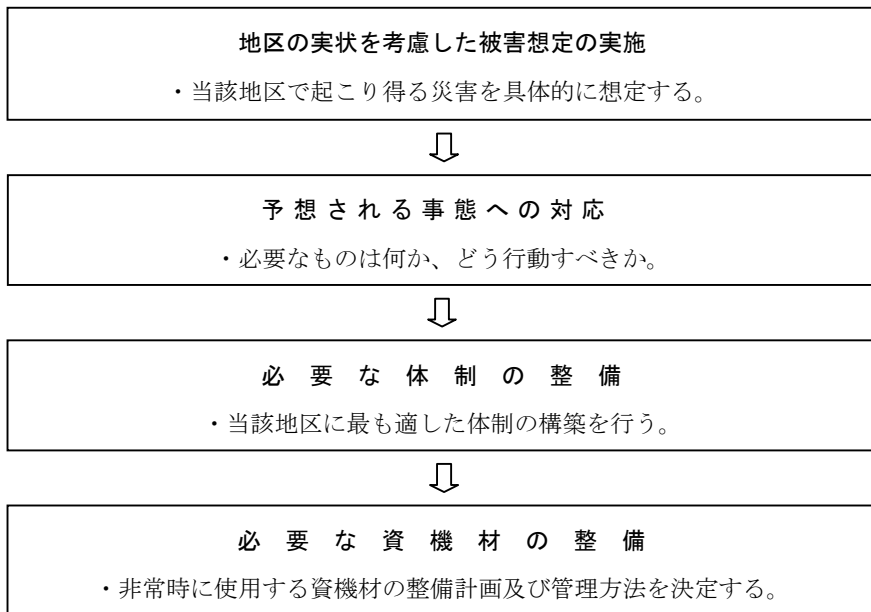 地区の実状を考慮した被害想定の実施
・当該地区で起こり得る災害を具体的に想定する。
予想される事態への対応
・必要なものは何か、どう行動すべきか。
必要な体制の整備
・当該地区に最も適した体制の構築を行う。
必要な資機材の整備
・非常時に使用する資機材の整備計画及び管理方法を決定する。